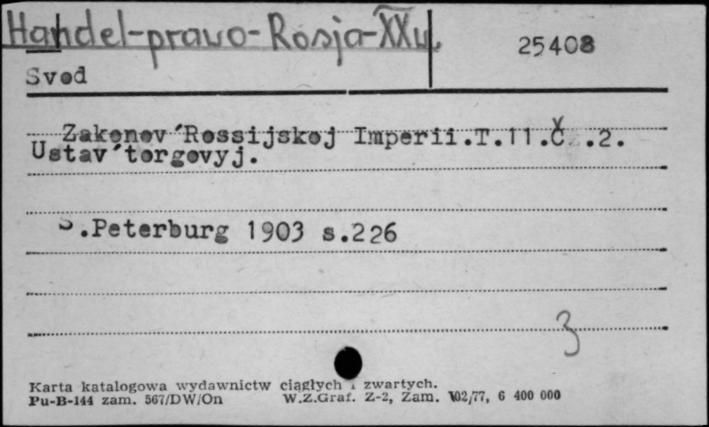 Handel-prawo-Rosja-XXw.
25408
Svod
Zakonov´Rossijskoj Imperii.T.11.Č .2.
Ustav´torgovyj.
S.Peterburg 1903 s.226
3
Karta katalogowa wydawnictw ciągłych i zwartych.
Pu-B-144 zam. 567/DW/On W.Z.Graf. Z-2, Zam. 102/77, 6 400 000